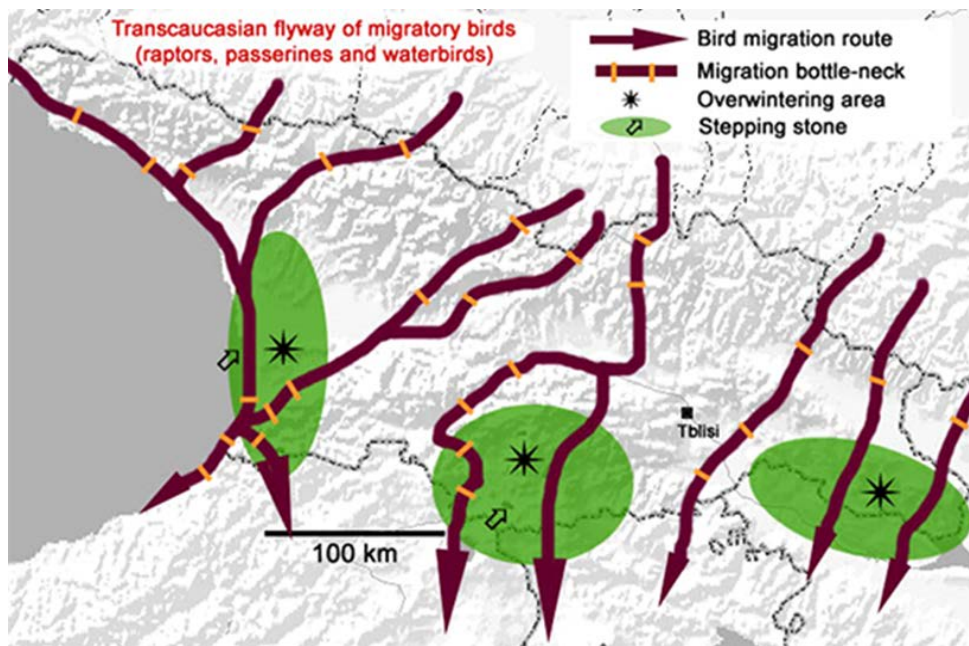 Transcaucasian flyway of migratory birds
(raptors, passerines and waterbirds)
Bird migration route
Migration bottle-neck
Overwintering area
Stepping stone
Tblisi
100 km